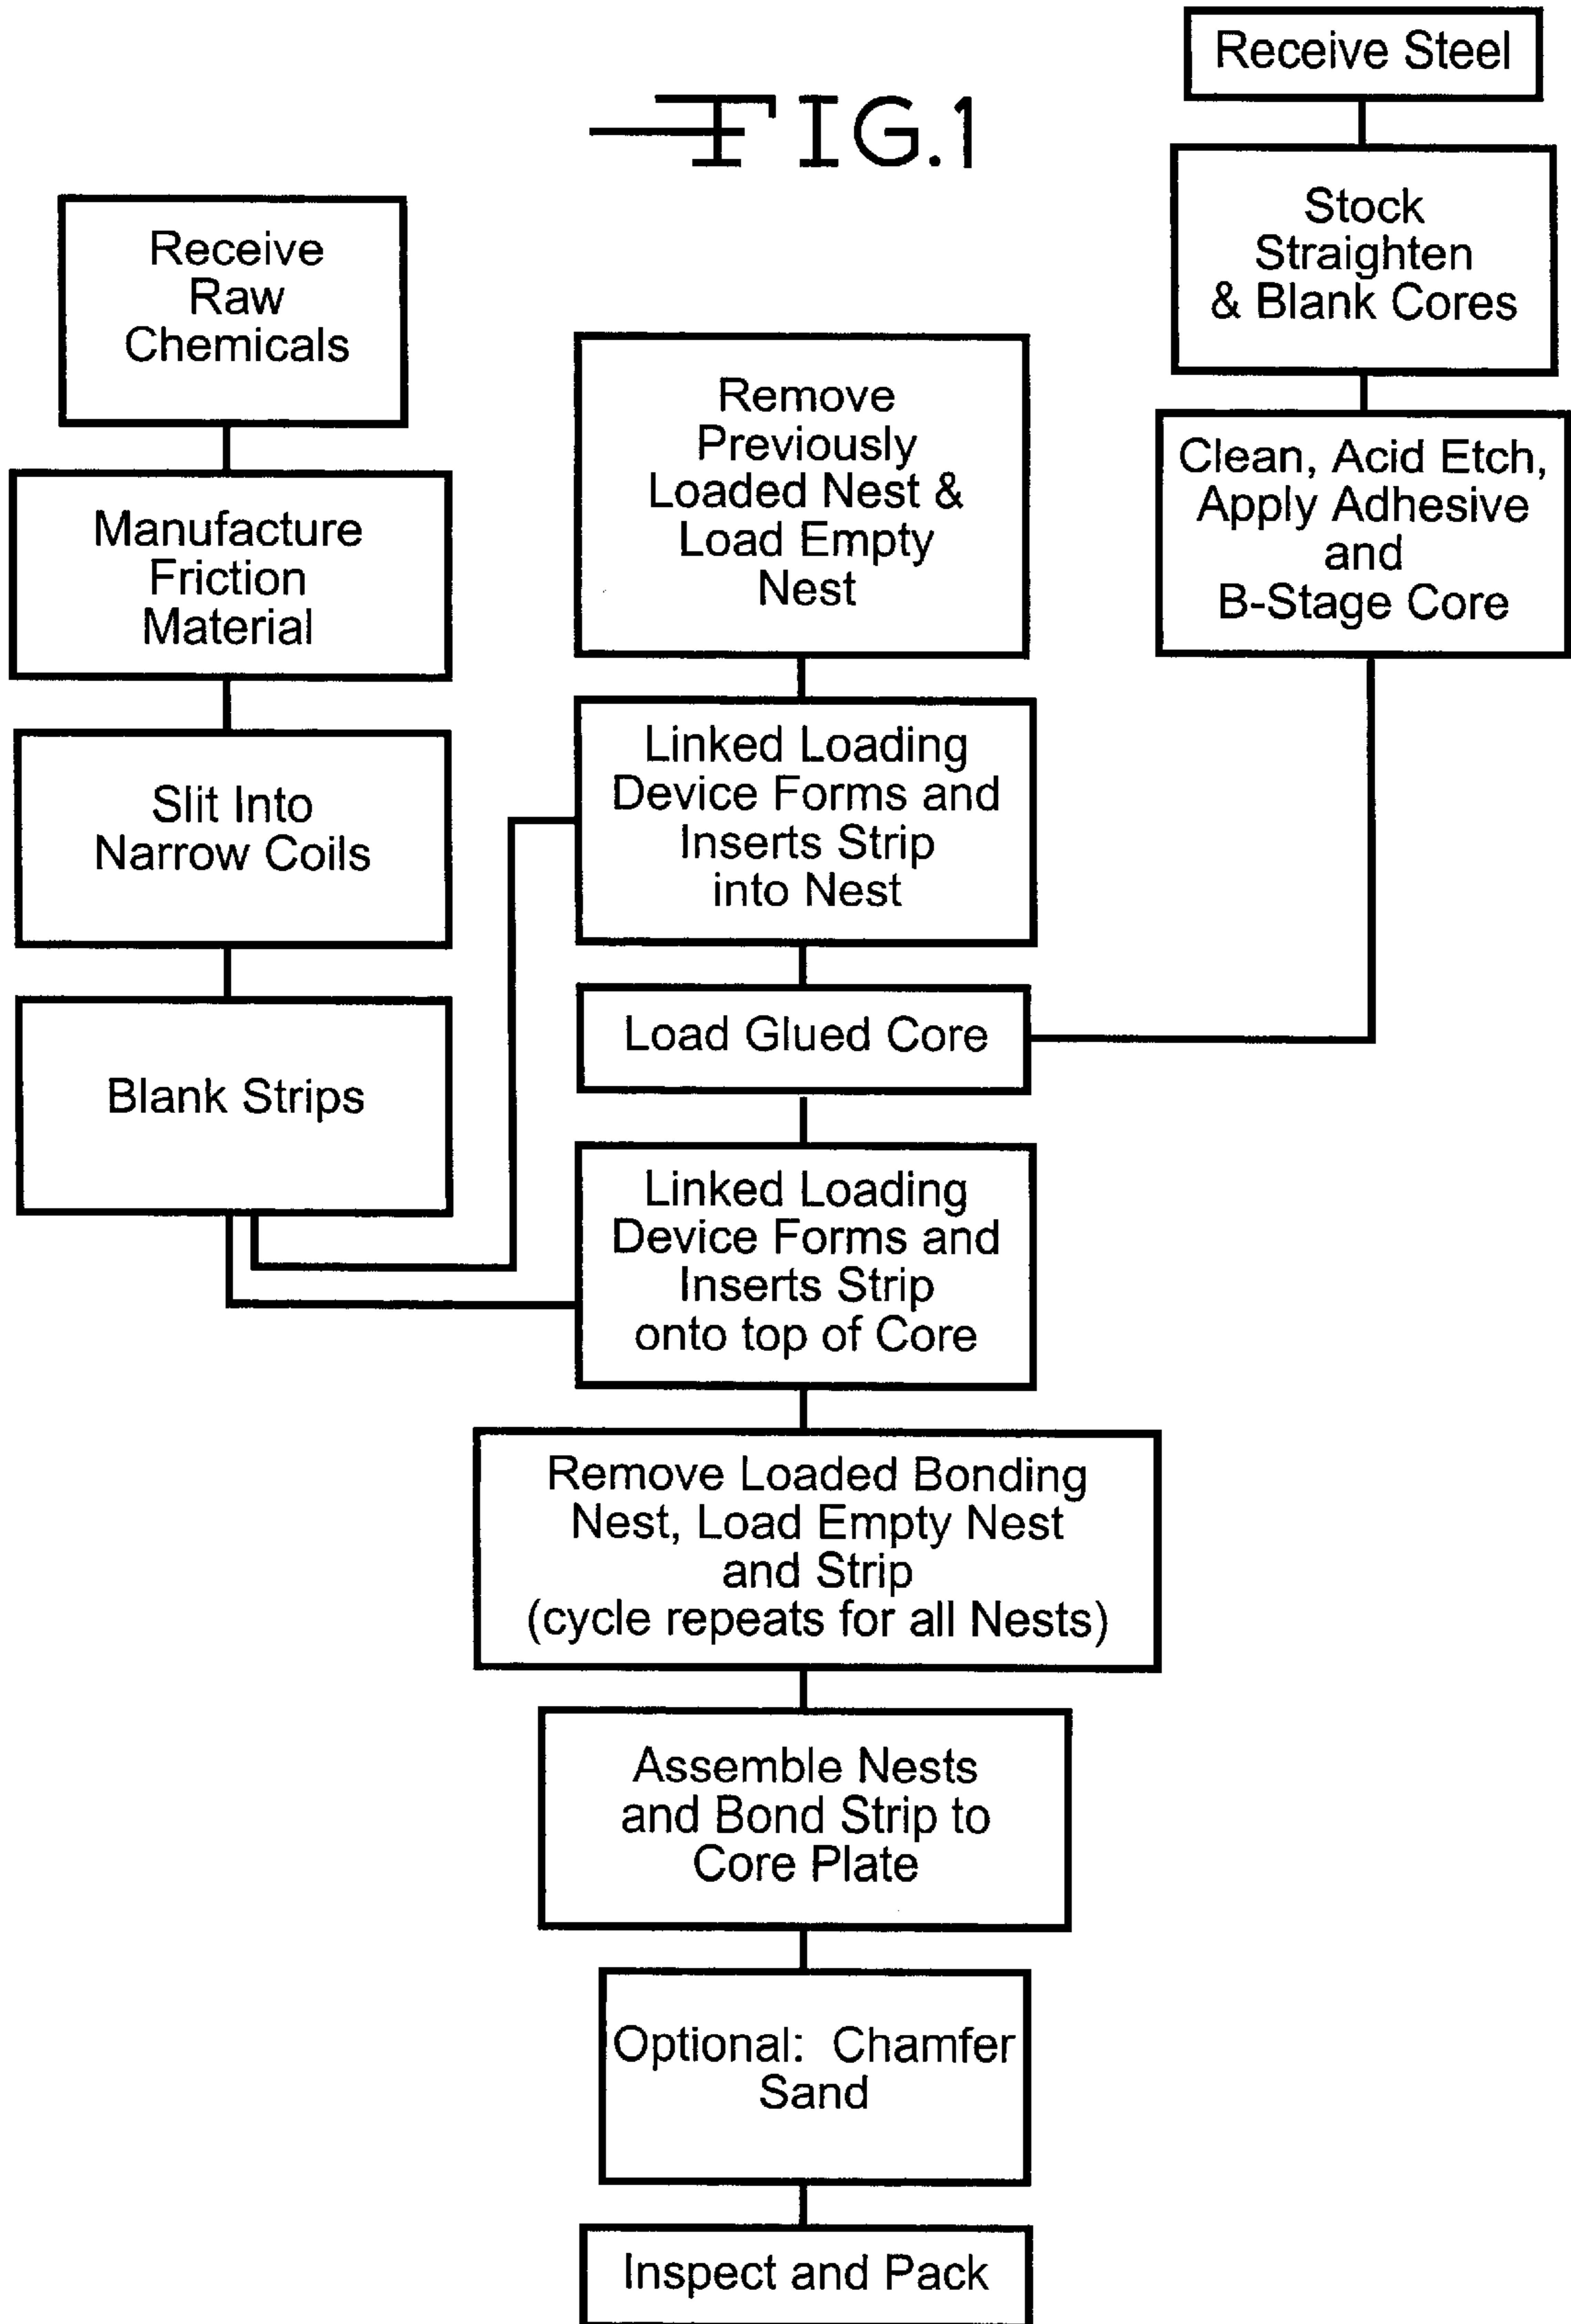 FIG.1
Receive Raw Chemicals
Manufacture Friction Material
Slit Into Narrow Coils
Blank Strips
Remove Previously Loaded Nest & Load Empty Nest
Linked Loading Device Forms and Inserts Strip into Nest
Load Glued Core
Linked Loading Device Forms and Inserts Strip onto top of Core
Receive Steel
Stock Straighten & Blank Cores
Clean, Acid Etch, Apply Adhesive and B-Stage Core
Remove Loaded Bonding Nest, Load Empty Nest and Strip (cycle repeats for all Nests)
Assemble Nests and Bond Strip to Core Plate
Optional: Chamfer Sand
Inspect and Pack